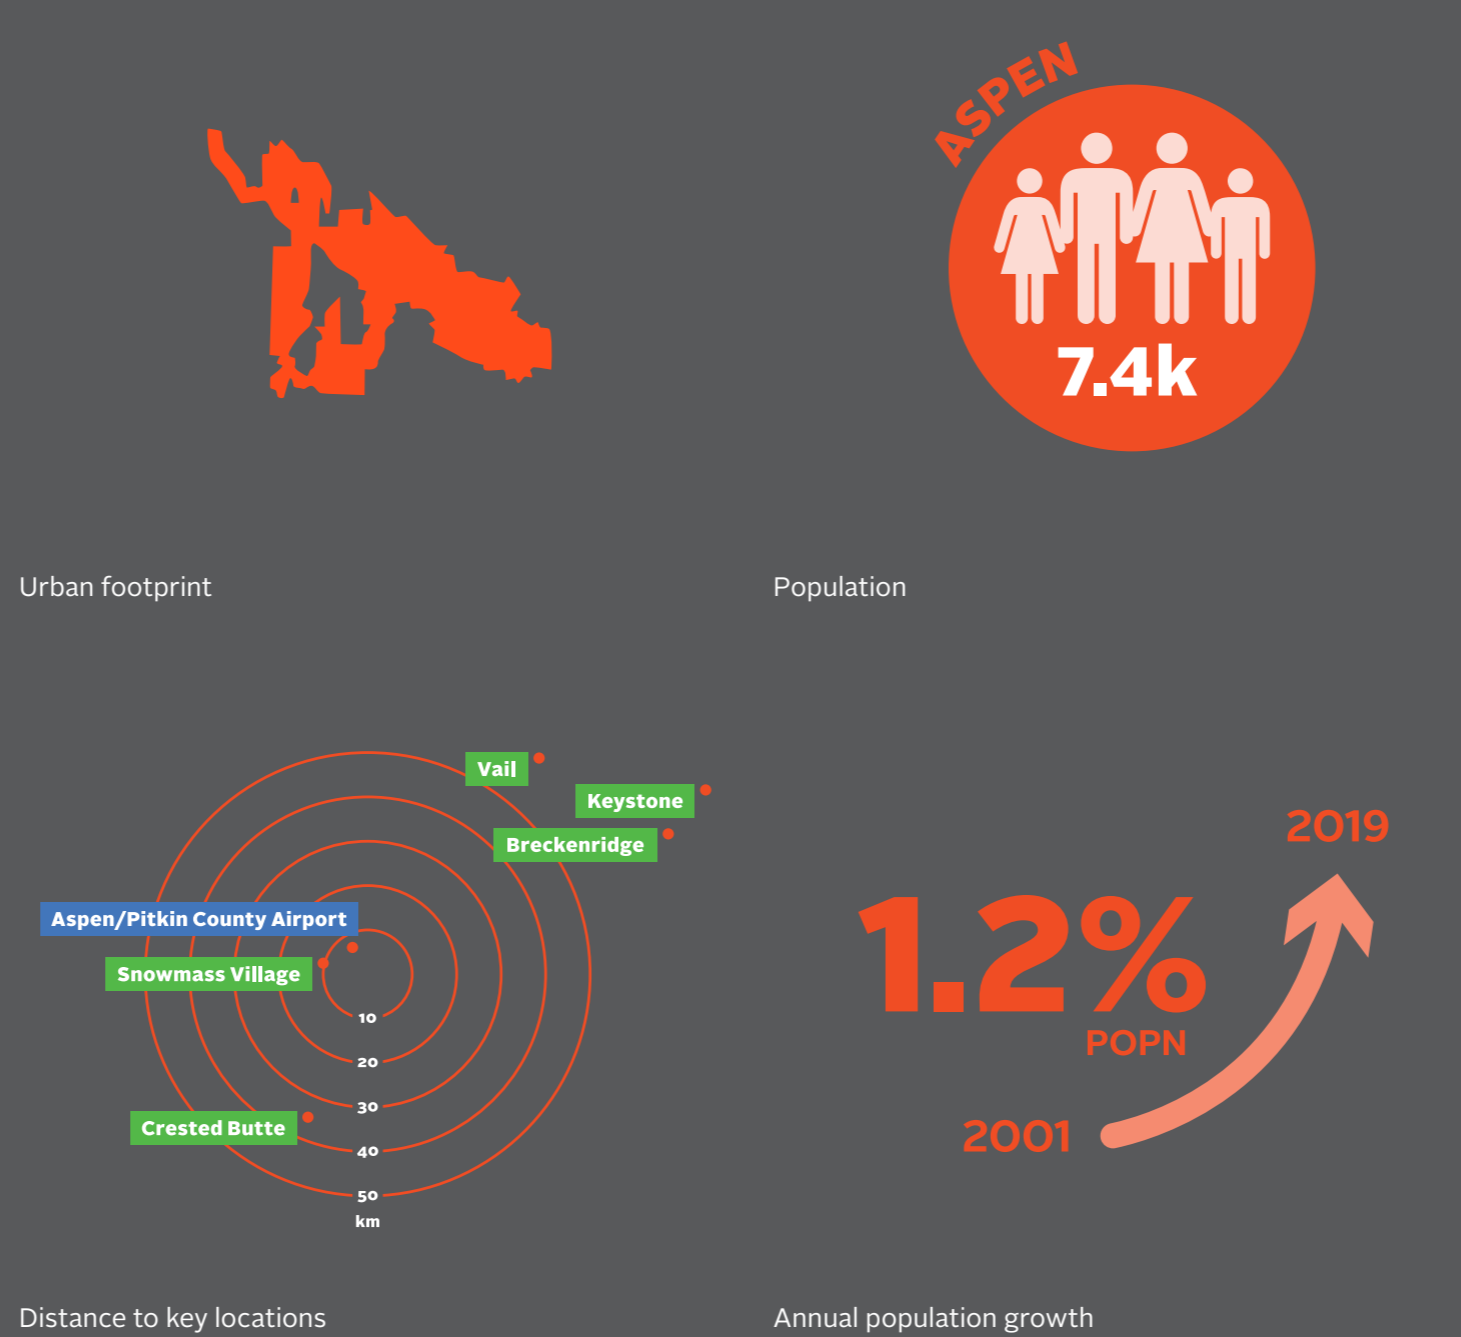 ASPEN
7.4k
Urban footprint
Population
Vail
Keystone
Breckenridge
Aspen/Pitkin County Airport
Snowmass Village
10
20
30
Crested Butte
40
50
km
2019
1.2%
POPN
2001
Distance to key locations
Annual population growth